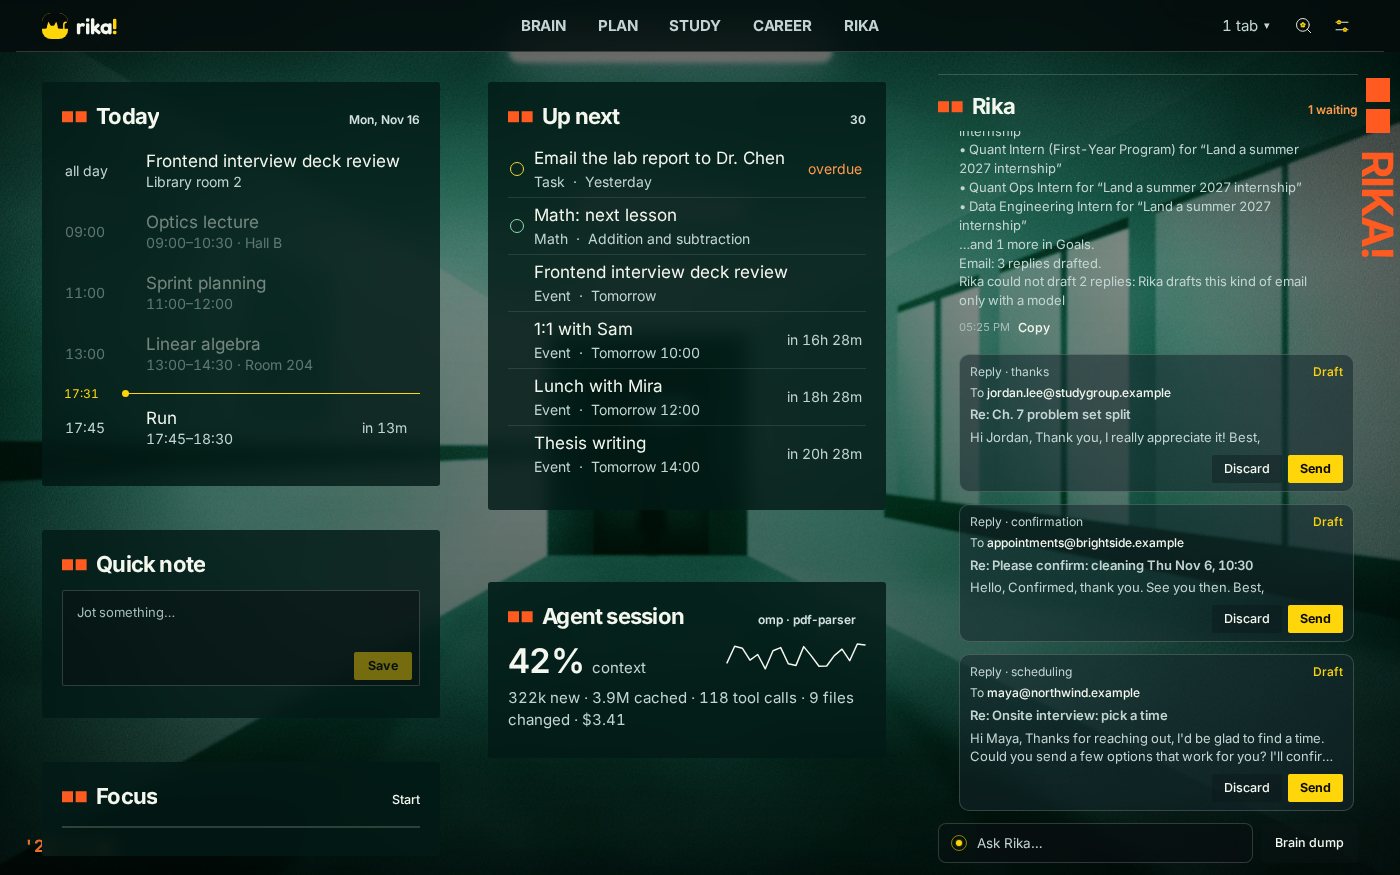 rika!
BRAIN PLAN STUDY CAREER RIKA
1 tab
Today
Mon, Nov 16
all day
Frontend interview deck review
Library room 2
09:00
Optics lecture
09:00–10:30 · Hall B
11:00
Sprint planning
11:00–12:00
13:00
Linear algebra
13:00–14:30 · Room 204
17:31
17:45
Run
17:45–18:30
in 13m
Quick note
Jot something...
Save
Focus
Start
Up next
30
Email the lab report to Dr. Chen
Task · Yesterday
overdue
Math: next lesson
Math · Addition and subtraction
Frontend interview deck review
Event · Tomorrow
1:1 with Sam
Event · Tomorrow 10:00
in 16h 28m
Lunch with Mira
Event · Tomorrow 12:00
in 18h 28m
Thesis writing
Event · Tomorrow 14:00
in 20h 28m
Agent session
omp · pdf-parser
42% context
322k new · 3.9M cached · 118 tool calls · 9 files
changed · $3.41
Rika
1 waiting
internship”
• Quant Intern (First-Year Program) for “Land a summer
2027 internship”
• Quant Ops Intern for “Land a summer 2027 internship”
• Data Engineering Intern for “Land a summer 2027
internship”
...and 1 more in Goals.
Email: 3 replies drafted.
Rika could not draft 2 replies: Rika drafts this kind of email
only with a model
05:25 PM Copy
Reply · thanks
Draft
To jordan.lee@studygroup.example
Re: Ch. 7 problem set split
Hi Jordan, Thank you, I really appreciate it! Best,
Discard Send
Reply · confirmation
Draft
To appointments@brightside.example
Re: Please confirm: cleaning Thu Nov 6, 10:30
Hello, Confirmed, thank you. See you then. Best,
Discard Send
Reply · scheduling
Draft
To maya@northwind.example
Re: Onsite interview: pick a time
Hi Maya, Thanks for reaching out, I'd be glad to find a time.
Could you send a few options that work for you? I'll confir...
Discard Send
Ask Rika...
Brain dump
RIKA!